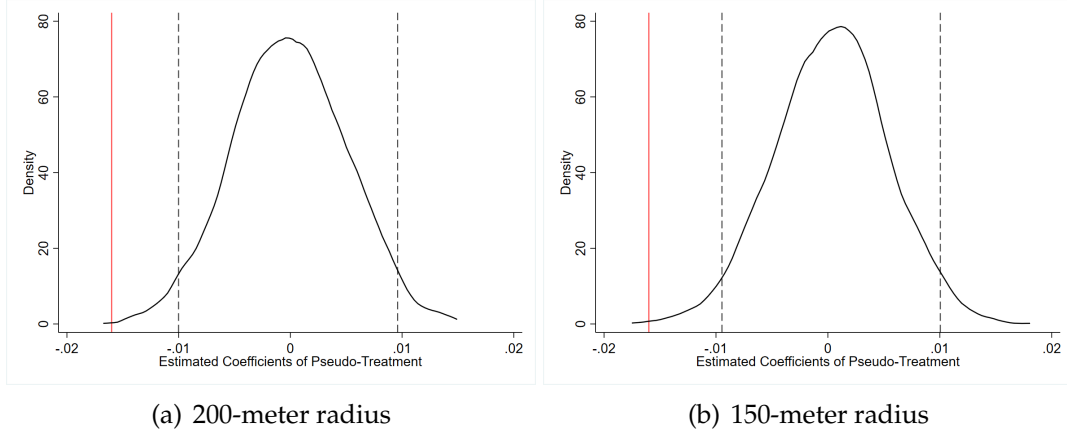 80
60
40
20
0
Density
-.02 -.01 0 .01 .02
Estimated Coefficients of Pseudo-Treatment
(a) 200-meter radius
80
60
40
20
0
Density
-.02 -.01 0 .01 .02
Estimated Coefficients of Pseudo-Treatment
(b) 150-meter radius